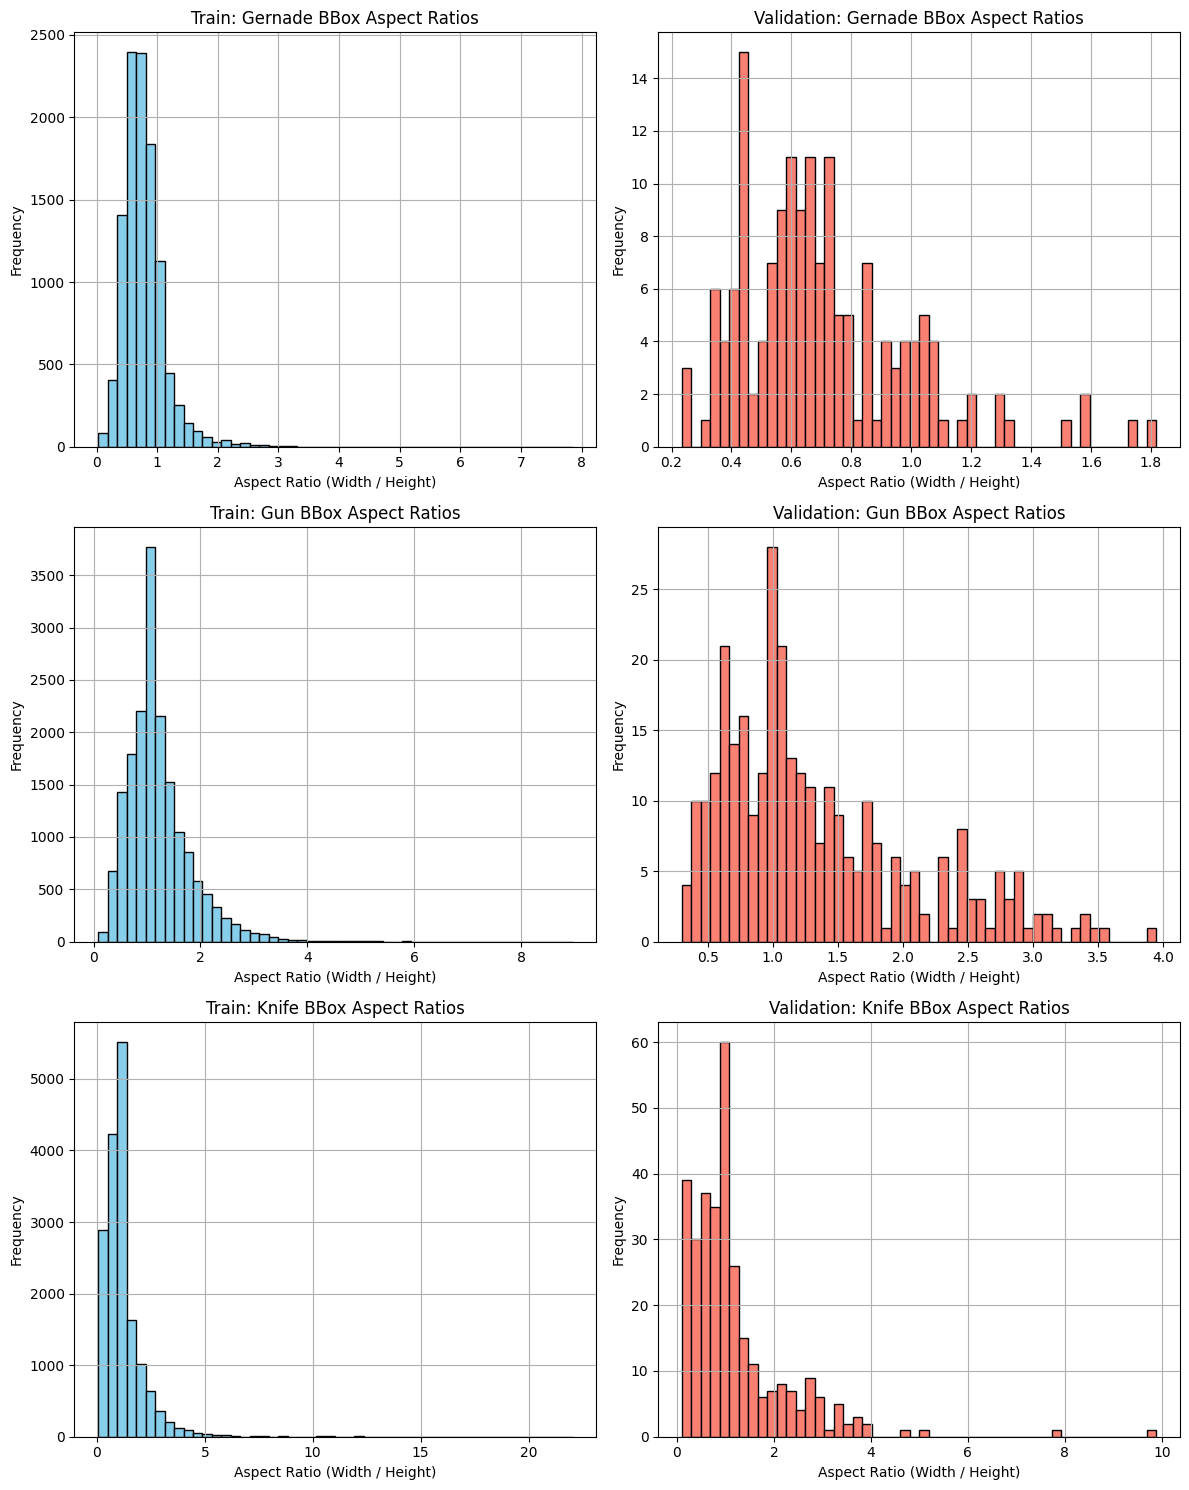 Train: Gernade BBox Aspect Ratios
2500
2000
1500
1000
500
0
Frequency
0 1 2 3 4 5 6 7 8
Aspect Ratio (Width / Height)
Validation: Gernade BBox Aspect Ratios
14
12
10
8
6
4
2
0
Frequency
0.2 0.4 0.6 0.8 1.0 1.2 1.4 1.6 1.8
Aspect Ratio (Width / Height)
Train: Gun BBox Aspect Ratios
3500
3000
2500
2000
1500
1000
500
0
Frequency
0 2 4 6 8
Aspect Ratio (Width / Height)
Validation: Gun BBox Aspect Ratios
25
20
15
10
5
0
Frequency
0.5 1.0 1.5 2.0 2.5 3.0 3.5 4.0
Aspect Ratio (Width / Height)
Train: Knife BBox Aspect Ratios
5000
4000
3000
2000
1000
0
Frequency
0 5 10 15 20
Aspect Ratio (Width / Height)
Validation: Knife BBox Aspect Ratios
60
50
40
30
20
10
0
Frequency
0 2 4 6 8 10
Aspect Ratio (Width / Height)